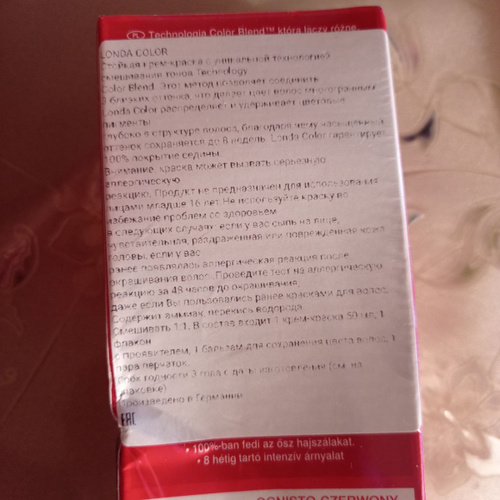 PL Technologia Color Blend™ która łączy różne
LONDA COLOR
Стойкая крем-краска с уникальной технологией
смешивания тонов Technology
Color Blend. Этот метод позволяет соединить
3 близких оттенка, что делает цвет волос многогранным.
Londa Color распределяет и удерживает цветовые
пигменты
глубоко в структуре волоса, благодаря чему насыщенный
оттенок сохраняется до 8 недель. Londa Color гарантирует
100% покрытие седины.
Внимание, краска может вызвать серьезную
аллергическую
реакцию. Продукт не предназначен для использования
лицами младше 16 лет.Не используйте краску во
избежание проблем со здоровьем
в следующих случаях: если у вас сыпь на лице,
чувствительная, раздраженная или поврежденная кожа
головы, если у вас
ранее появлялась аллергическая реакция после
окрашивания волос. Проведите тест на аллергическую
реакцию за 48 часов до окрашивания,
даже если Вы пользовались ранее красками для волос.
Содержит аммиак, перекись водорода
Смешивать 1:1. В состав входит 1 крем-краска 50 мл, 1
флакон
с проявителем, 1 бальзам для сохранения цвета волос, 1
пара перчаток.
Срок годности 3 года с даты изготовления (см. на
упаковке)
Произведено в Германии
EAC
• 100%-ban fedi az ősz hajszálakat.
• 8 hétig tartó intenzív árnyalat
OGNISTO CZERWONY